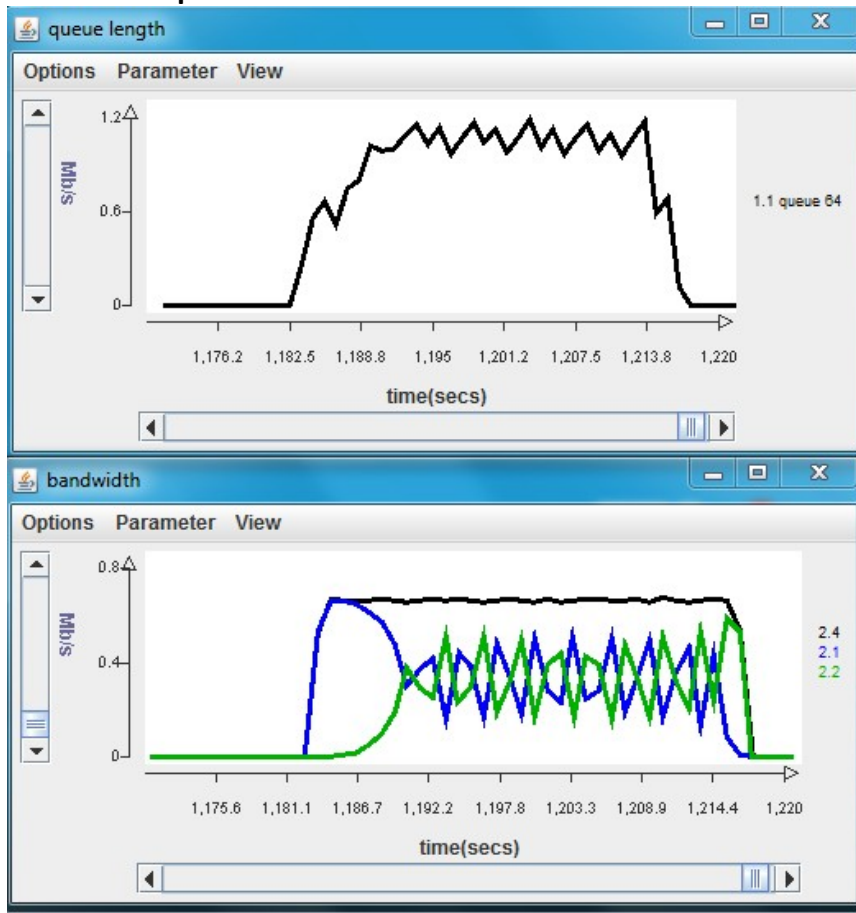 queue length
Options Parameter View
1.2
Mb/s
0.6
1.1 queue 64
0
1,176.2 1,182.5 1,188.8 1,195 1,201.2 1,207.5 1,213.8 1,220
time(secs)
bandwidth
Options Parameter View
0.8
Mb/s
2.4
2.1
0.4
2.2
0
1,175.6 1,181.1 1,186.7 1,192.2 1,197.8 1,203.3 1,208.9 1,214.4 1,220
time(secs)